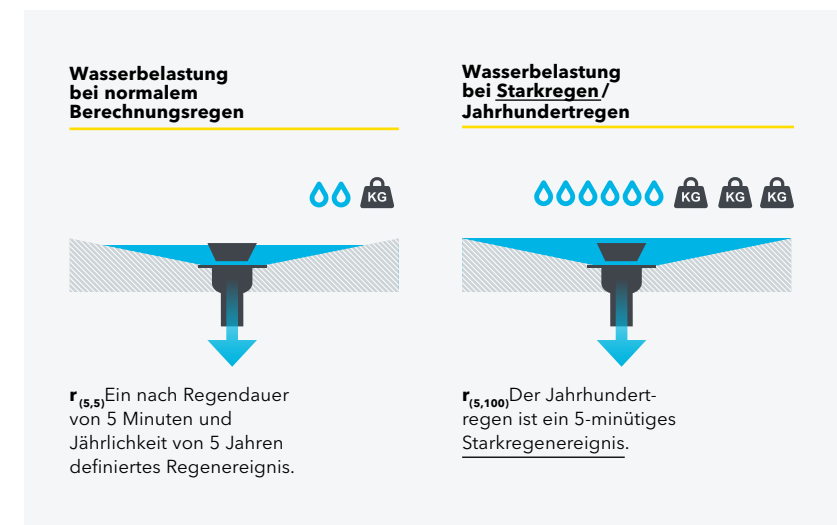 Wasserbelastung
bei normalem
Berechnungsregen
KG
r(5,5)Ein nach Regendauer
von 5 Minuten und
Jährlichkeit von 5 Jahren
definiertes Regenereignis.
Wasserbelastung
bei Starkregen/
Jahrhundertregen
KG KG KG
r(5,100)Der Jahrhundert-
regen ist ein 5-minütiges
Starkregenereignis.